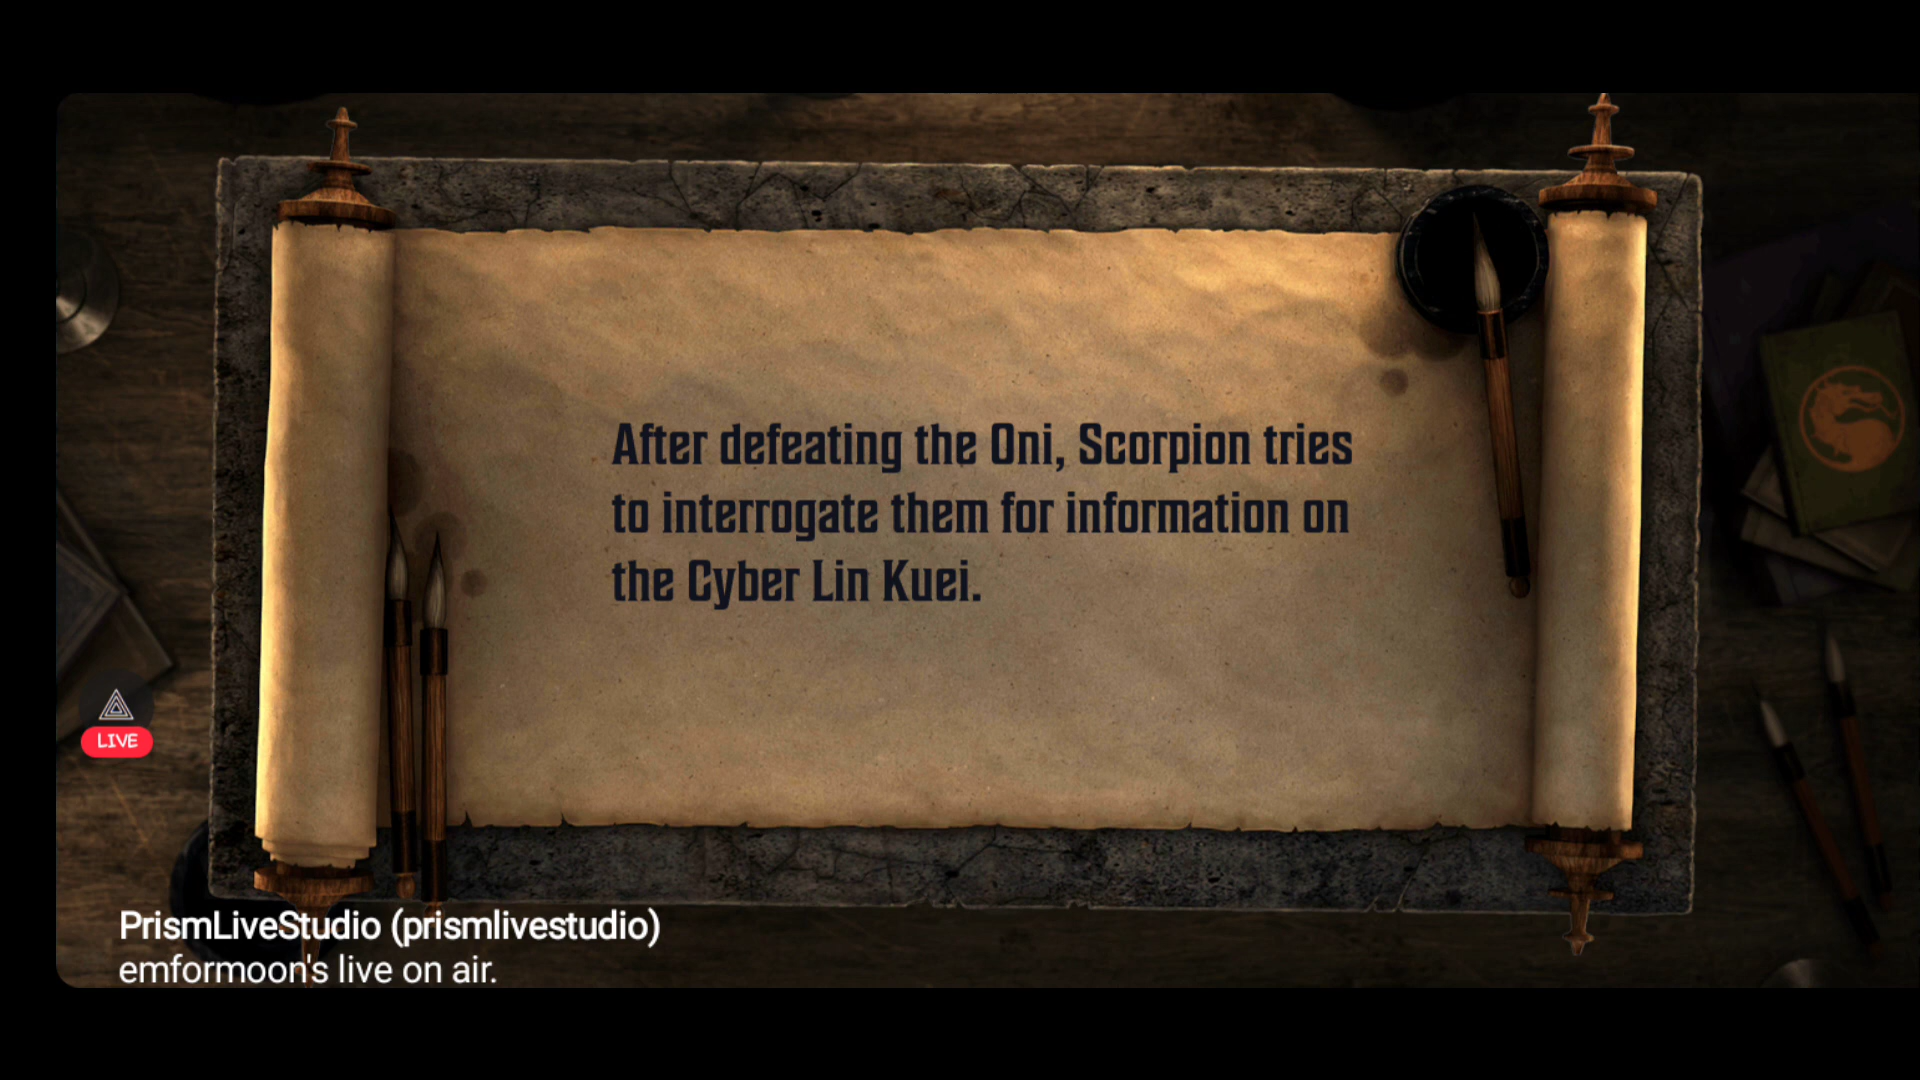 After defeating the Oni, Scorpion tries
to interrogate them for information on
the Cyber Lin Kuei.
LIVE
PrismLiveStudio (prismlivestudio)
emformoon's live on air.